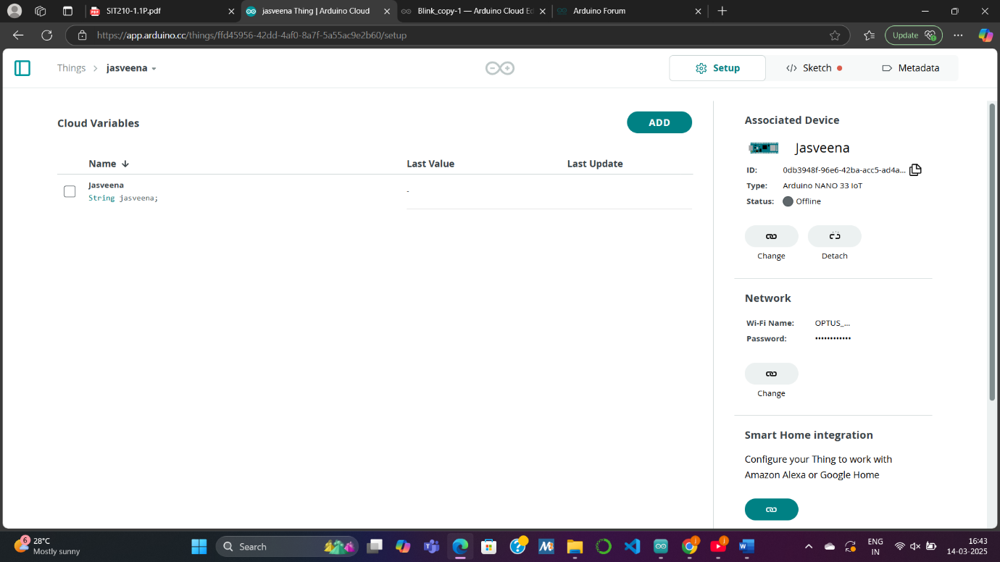 SIT210-1.1P.pdf
jasveena Thing | Arduino Cloud
Blink_copy-1 — Arduino Cloud Ed
Arduino Forum
https://app.arduino.cc/things/ffd45956-42dd-4af0-8a7f-5a55ac9e2b60/setup
Update
Things > jasveena
Setup
</> Sketch
Metadata
Cloud Variables
ADD
Name
Last Value
Last Update
Jasveena
String jasveena;
-
Associated Device
Jasveena
ID: 0db3948f-96e6-42ba-acc5-ad4a...
Type: Arduino NANO 33 IoT
Status: Offline
Change
Detach
Network
Wi-Fi Name: OPTUS_...
Password: ••••••••••••
Change
Smart Home integration
Configure your Thing to work with
Amazon Alexa or Google Home
6
28°C
Mostly sunny
Search
ENG
IN
16:43
14-03-2025